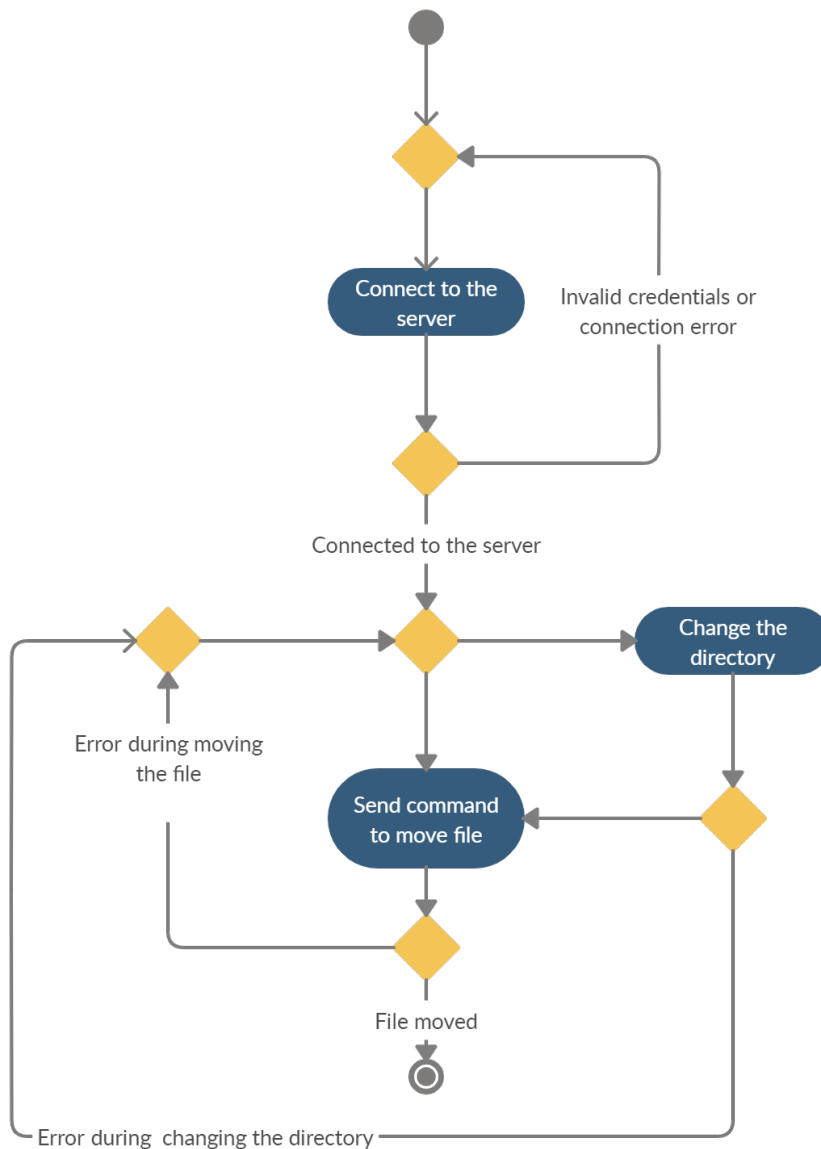 Connect to the
server
Invalid credentials or
connection error
Connected to the server
Change the
directory
Error during moving
the file
Send command
to move file
File moved
Error during  changing the directory